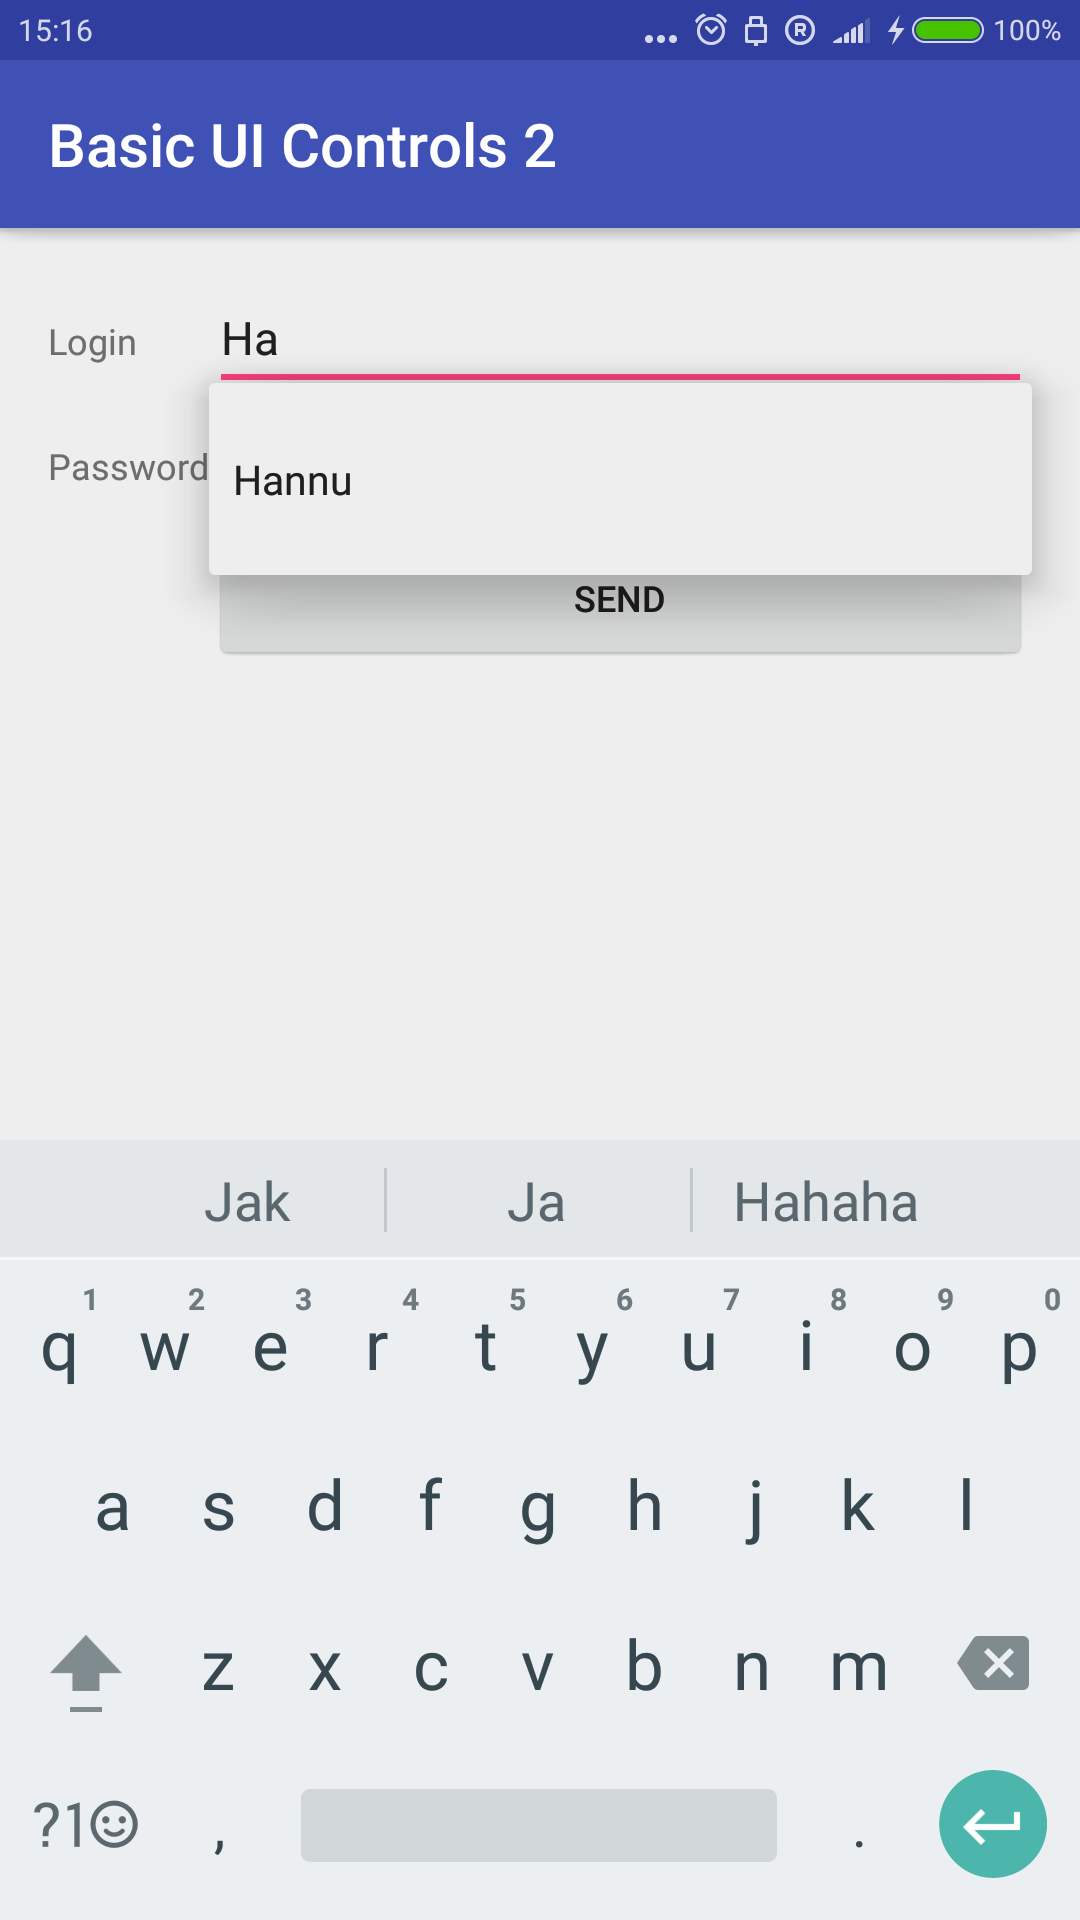 15:16 ... R 100%
Basic UI Controls 2
Login Ha
Password
Hannu
SEND
Jak Ja Hahaha
1 2 3 4 5 6 7 8 9 0
q w e r t y u i o p
a s d f g h j k l
z x c v b n m
?1 , .